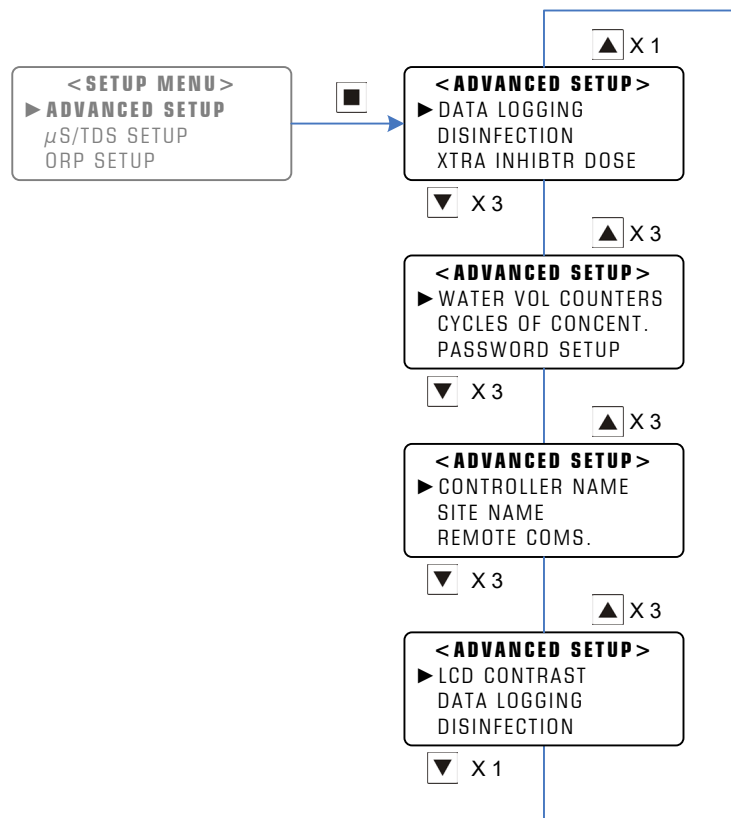 ▲ X 1
<SETUP MENU>
►ADVANCED SETUP
µS/TDS SETUP
ORP SETUP
■
<ADVANCED SETUP>
►DATA LOGGING
DISINFECTION
XTRA INHIBTR DOSE
▼ X 3
▲ X 3
<ADVANCED SETUP>
►WATER VOL COUNTERS
CYCLES OF CONCENT.
PASSWORD SETUP
▼ X 3
▲ X 3
<ADVANCED SETUP>
►CONTROLLER NAME
SITE NAME
REMOTE COMS.
▼ X 3
▲ X 3
<ADVANCED SETUP>
►LCD CONTRAST
DATA LOGGING
DISINFECTION
▼ X 1